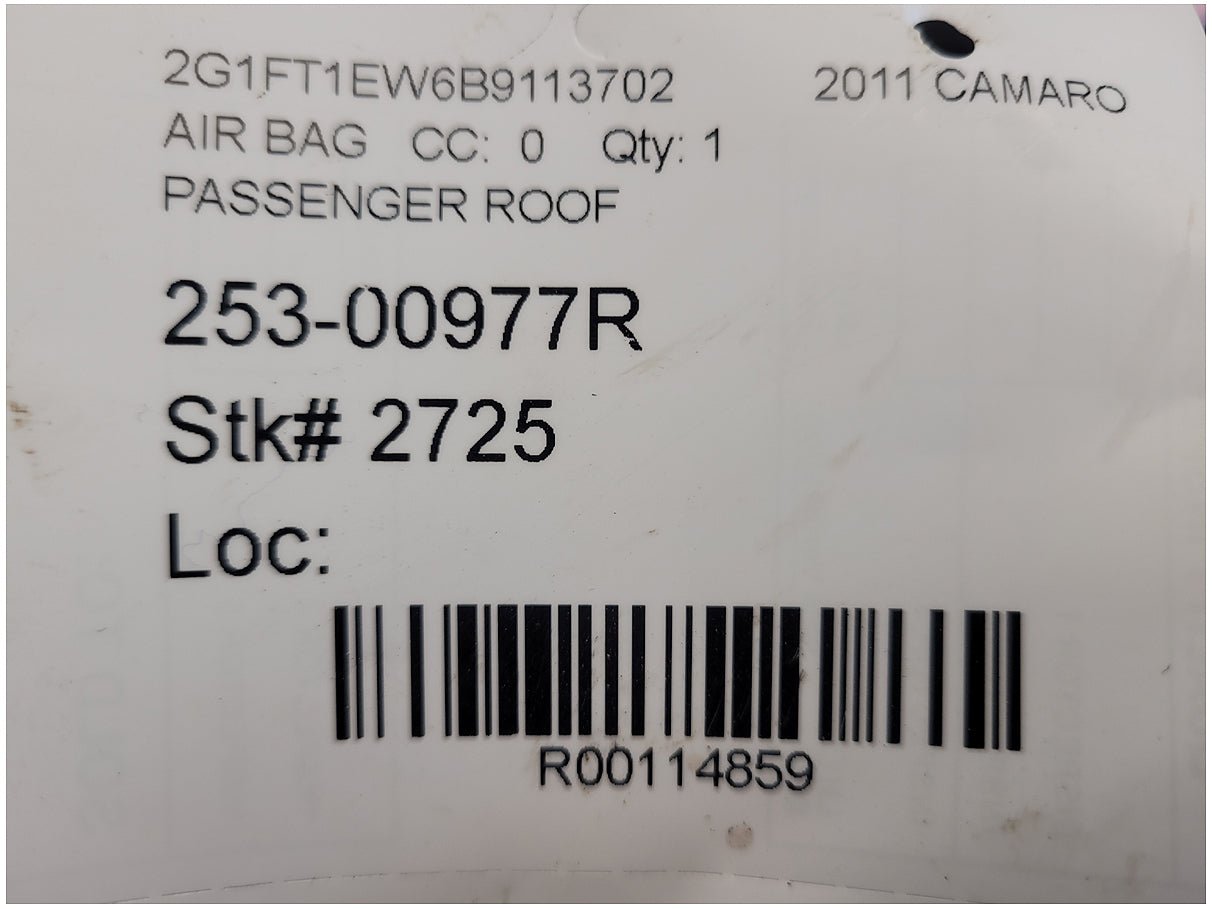 2G1FT1EW6B9113702 2011 CAMARO
AIR BAG CC: 0 Qty: 1
PASSENGER ROOF
253-00977R
Stk# 2725
Loc:
R00114859